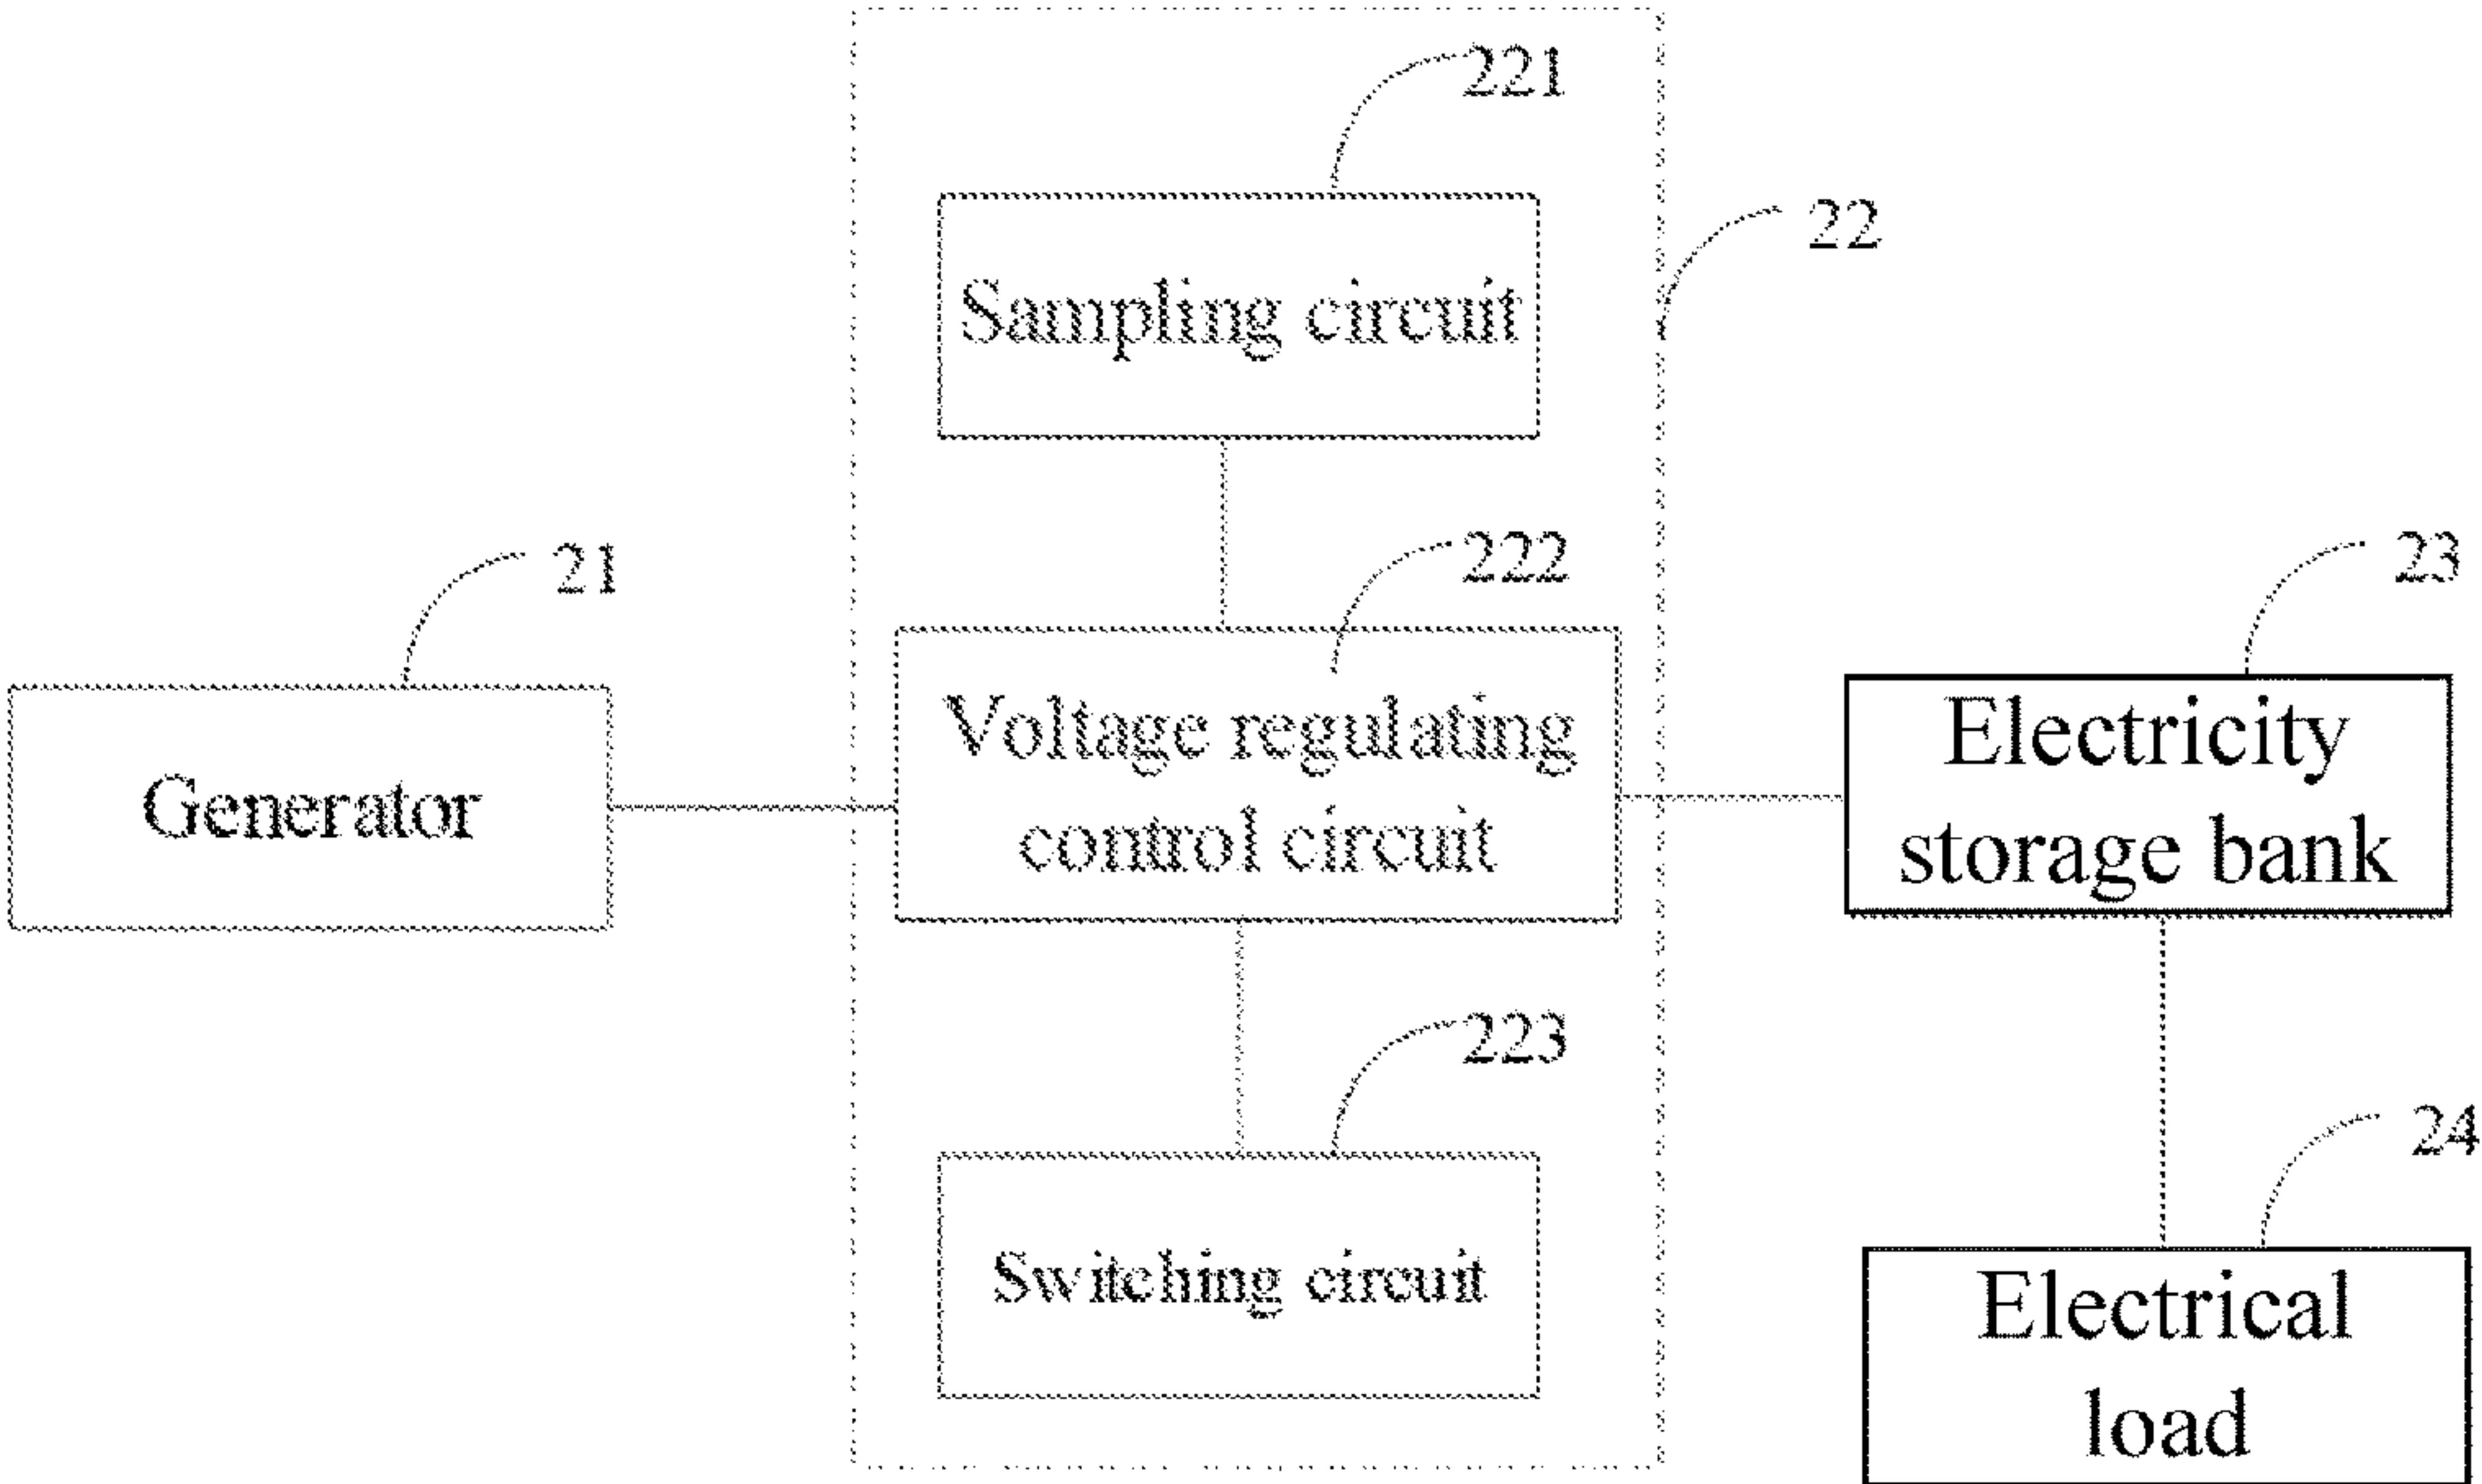 221
Sampling circuit
22
222
Voltage regulating
control circuit
21
Generator
23
Electricity
storage bank
223
Switching circuit
24
Electrical
load